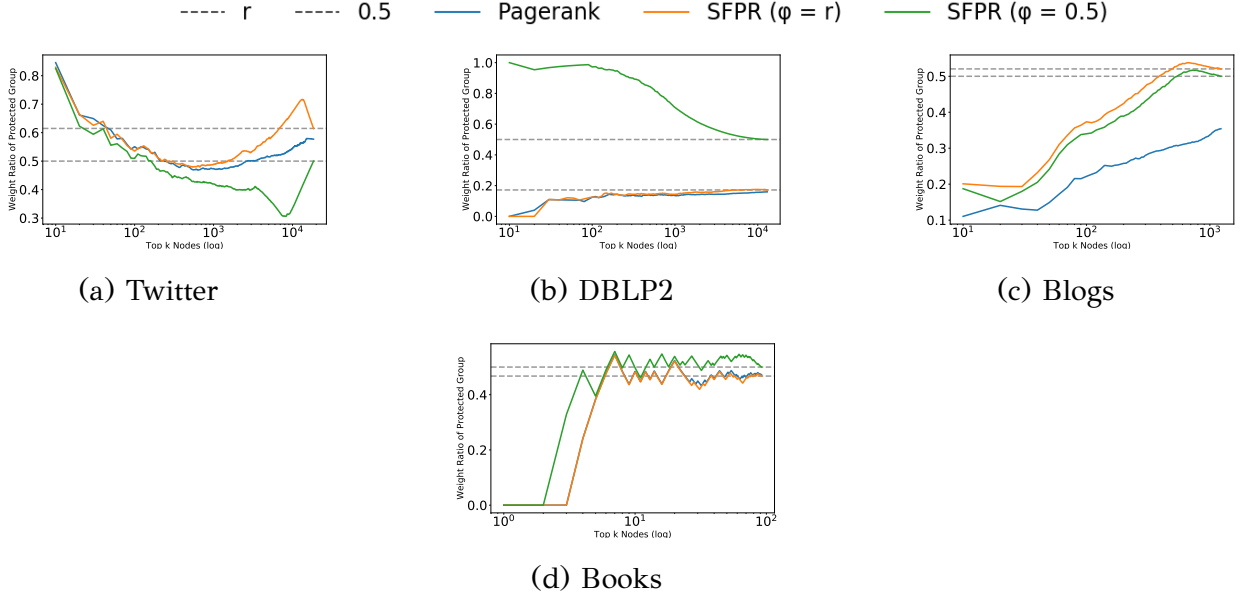 r 0.5 Pagerank SFPR (φ = r) SFPR (φ = 0.5)
Weight Ratio of Protected Group
0.8
0.7
0.6
0.5
0.4
0.3
10¹ 10² 10³ 10⁴
Top k Nodes (log)
(a) Twitter
Weight Ratio of Protected Group
1.0
0.8
0.6
0.4
0.2
0.0
10¹ 10² 10³ 10⁴
Top k Nodes (log)
(b) DBLP2
Weight Ratio of Protected Group
0.5
0.4
0.3
0.2
0.1
10¹ 10² 10³
Top k Nodes (log)
(c) Blogs
Weight Ratio of Protected Group
0.4
0.2
0.0
10⁰ 10¹ 10²
Top k Nodes (log)
(d) Books